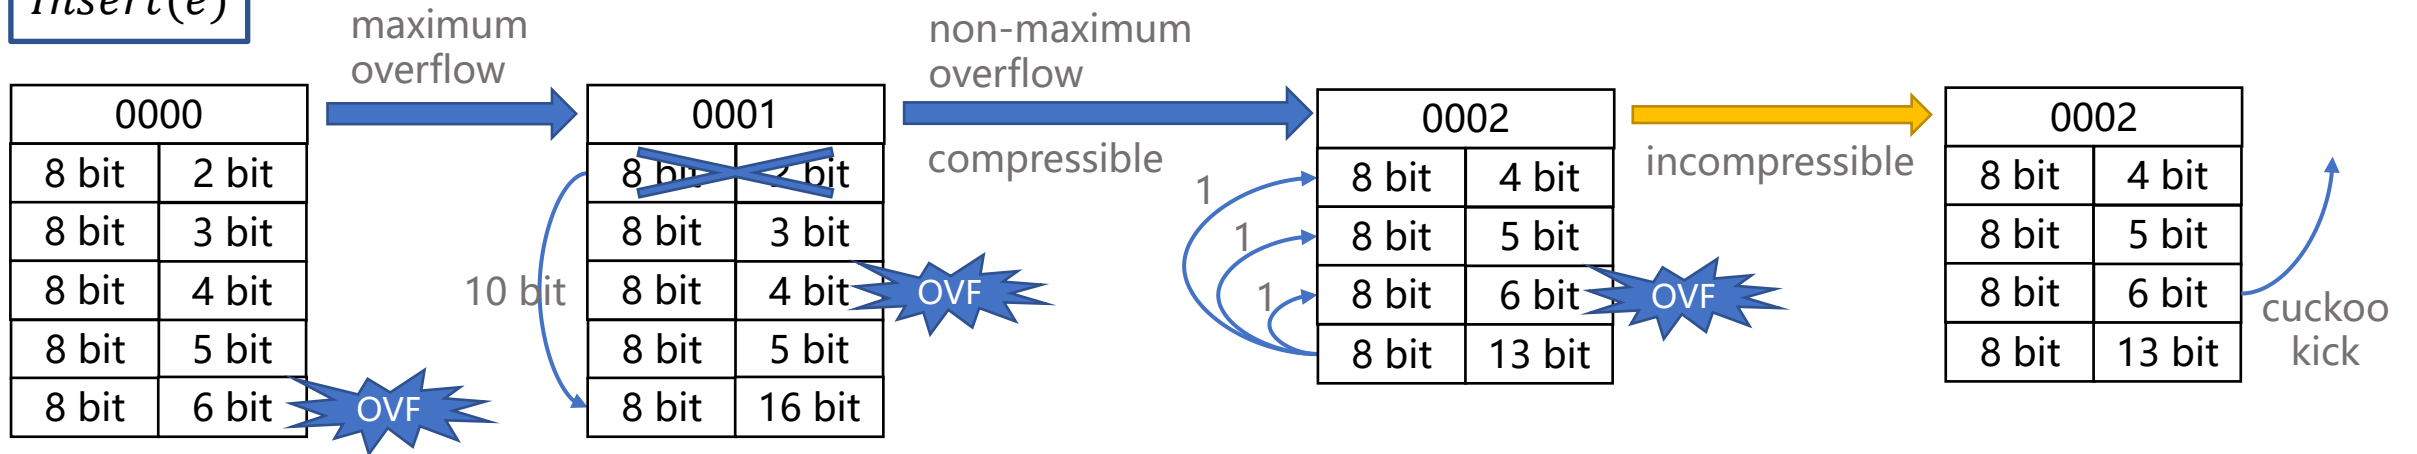 Insert(e)
maximum
overflow
non-maximum
overflow
compressible
incompressible
0000
8 bit 2 bit
8 bit 3 bit
8 bit 4 bit
8 bit 5 bit
8 bit 6 bit
OVF
10 bit
0001
8 bit 2 bit
8 bit 3 bit
8 bit 4 bit
8 bit 5 bit
8 bit 16 bit
OVF
1
1
1
0002
8 bit 4 bit
8 bit 5 bit
8 bit 6 bit
8 bit 13 bit
OVF
0002
8 bit 4 bit
8 bit 5 bit
8 bit 6 bit
8 bit 13 bit
cuckoo
kick